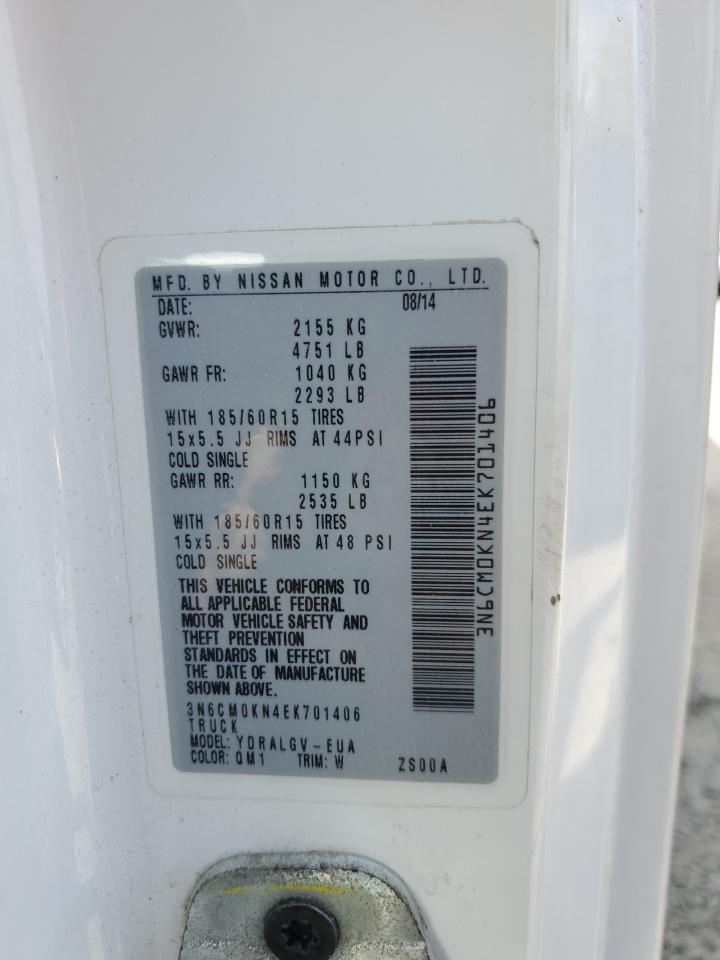 MFD. BY NISSAN MOTOR CO., LTD.
DATE: 08/14
GVWR: 2155 KG
4751 LB
GAWR FR: 1040 KG
2293 LB
WITH 185/60R15 TIRES
15x5.5 JJ RIMS AT 44PSI
COLD SINGLE
GAWR RR: 1150 KG
2535 LB
WITH 185/60R15 TIRES
15x5.5 JJ RIMS AT 48 PSI
COLD SINGLE
THIS VEHICLE CONFORMS TO
ALL APPLICABLE FEDERAL
MOTOR VEHICLE SAFETY AND
THEFT PREVENTION
STANDARDS IN EFFECT ON
THE DATE OF MANUFACTURE
SHOWN ABOVE.
3N6CM0KN4EK701406
TRUCK
MODEL: YDRALGV-EUA
COLOR: QM1 TRIM: W ZS00A
3N6CM0KN4EK701406